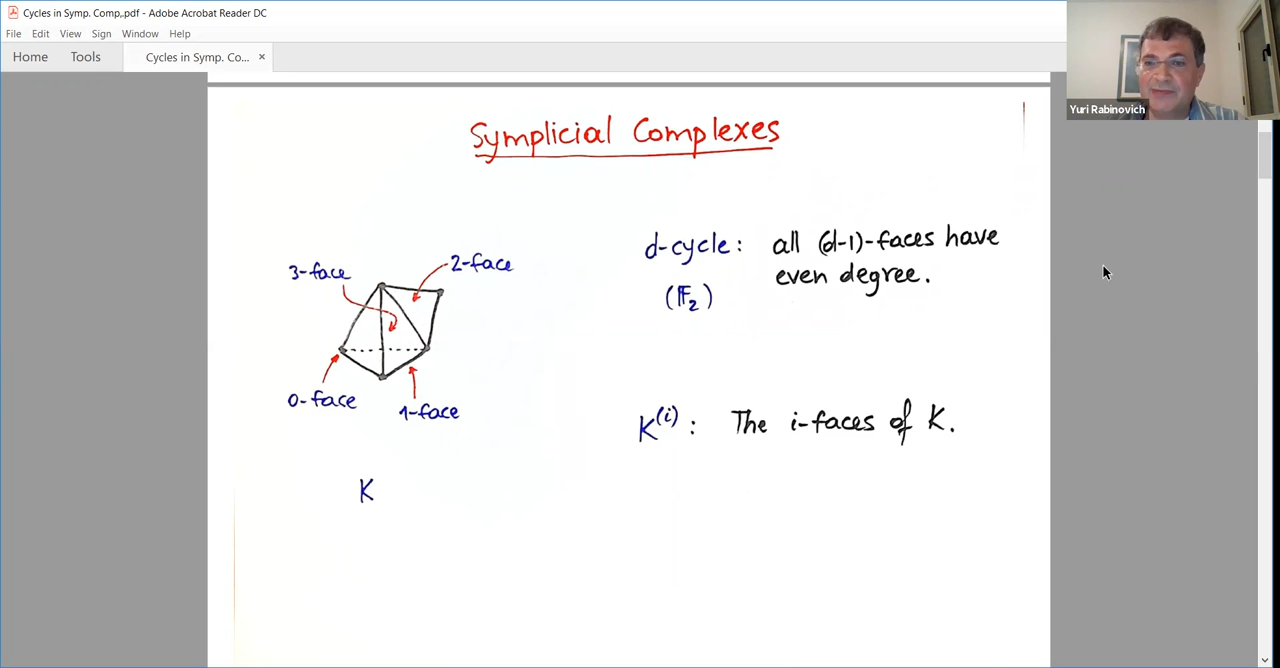 Cycles in Symp. Comp,.pdf - Adobe Acrobat Reader DC
File Edit View Sign Window Help
Home Tools Cycles in Symp. Co... ×
Yuri Rabinovich
Symplicial Complexes
d-cycle: all (d-1)-faces have
even degree.
(𝔽₂)
3-face
2-face
0-face
1-face
K⁽ⁱ⁾: The i-faces of K.
K